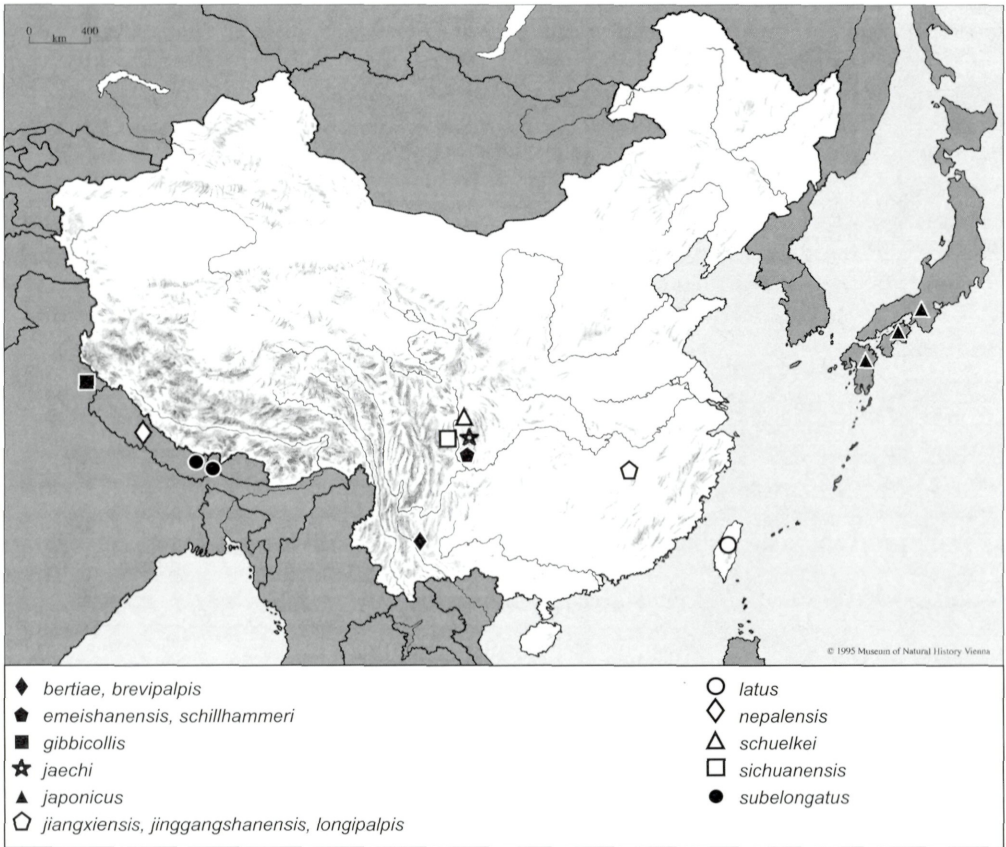 0 400
km
© 1995 Museum of Natural History Vienna
bertiae, brevipalpis
emeishanensis, schillhammeri
gibbicollis
jaechi
japonicus
jiangxiensis, jinggangshanensis, longipalpis
latus
nepalensis
schuelkei
sichuanensis
subelongatus